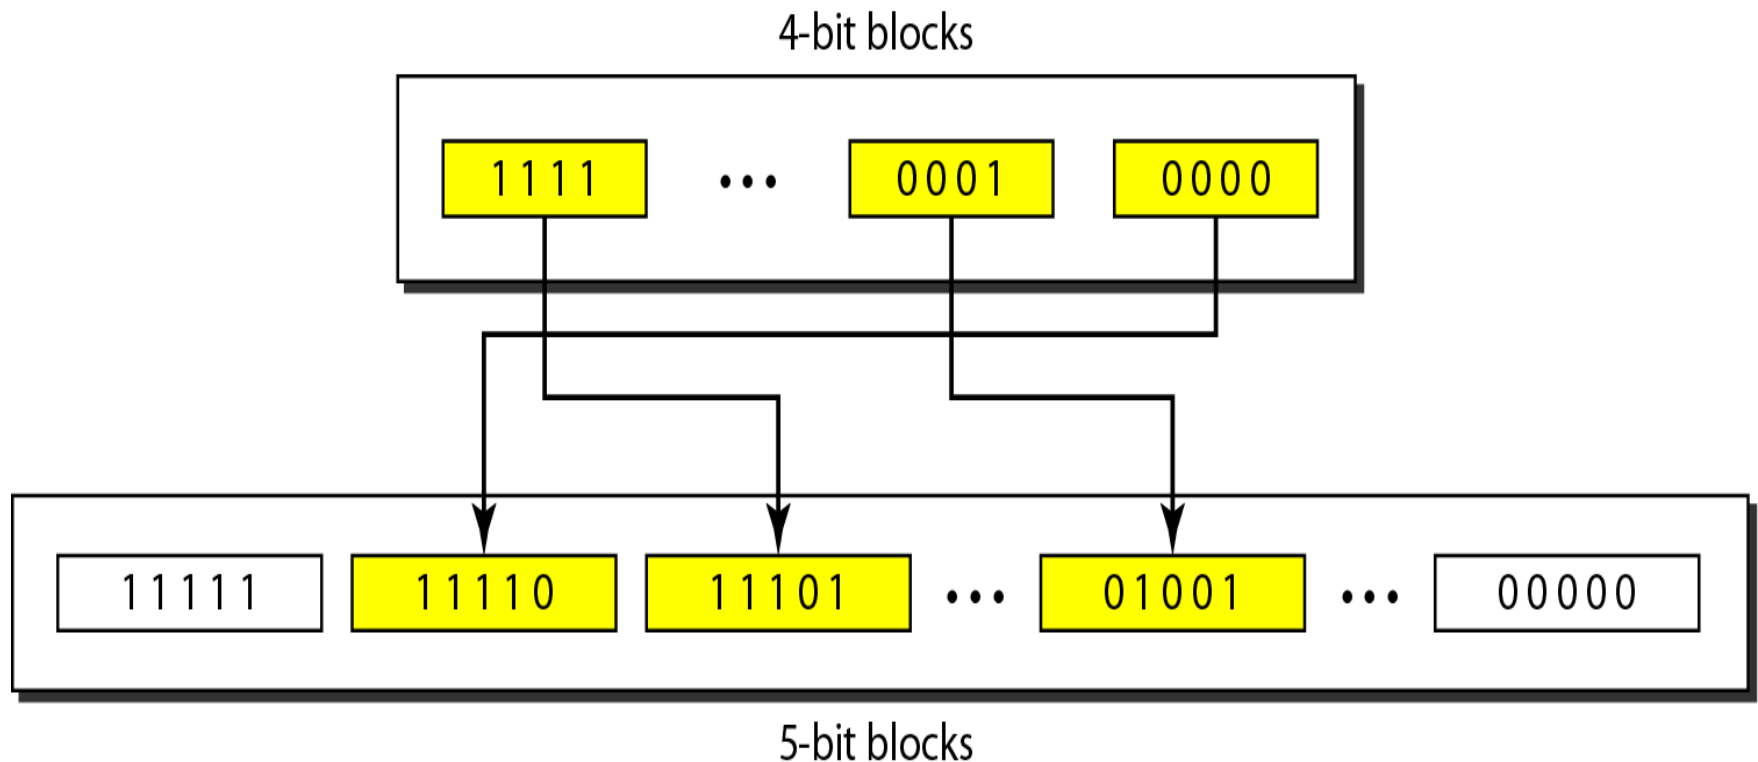 4-bit blocks
1111 ... 0001 0000
11111 11110 11101 ... 01001 ... 00000
5-bit blocks